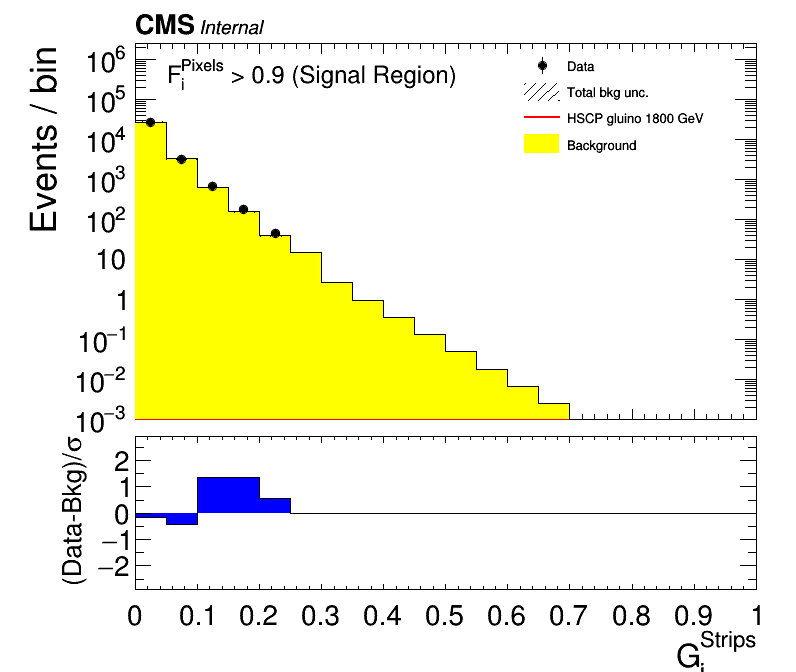 CMS Internal
F_i^Pixels > 0.9 (Signal Region)
Data
Total bkg unc.
HSCP gluino 1800 GeV
Background
Events / bin
10^6
10^5
10^4
10^3
10^2
10
1
10^−1
10^−2
10^−3
(Data-Bkg)/σ
2
1
0
−1
−2
0 0.1 0.2 0.3 0.4 0.5 0.6 0.7 0.8 0.9 1
G_i^Strips